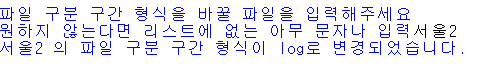 파일 구분 구간 형식을 바꿀 파일을 입력해주세요
원하지 않는다면 리스트에 없는 아무 문자나 입력서울2
서울2 의 파일 구분 구간 형식이 log로 변경되었습니다.